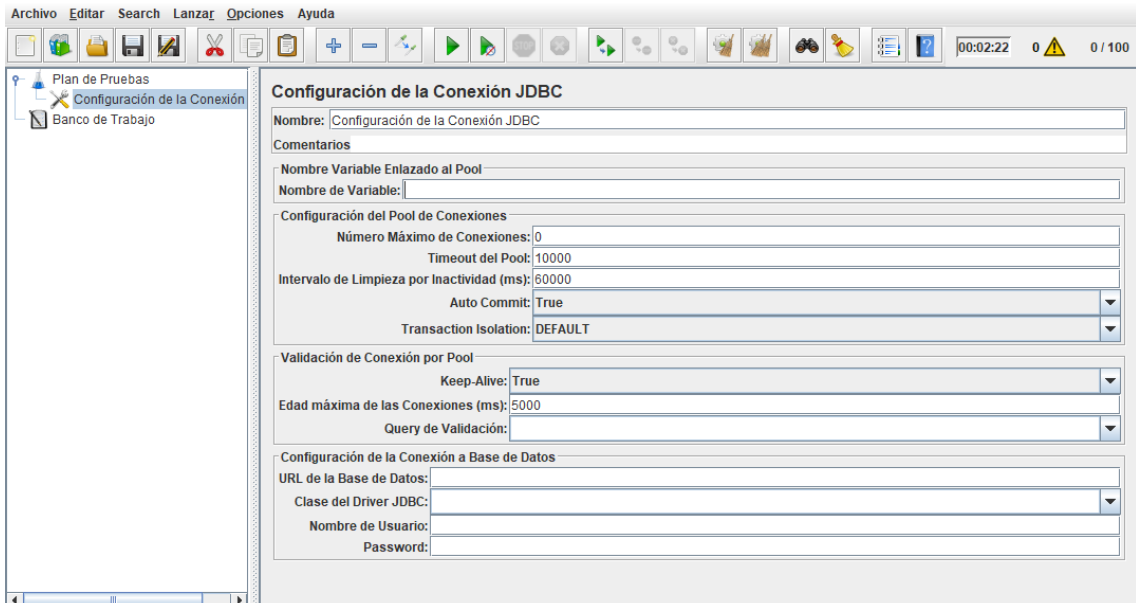 Archivo Editar Search Lanzar Opciones Ayuda
STOP
00:02:22 0 0 / 100
Plan de Pruebas
Configuración de la Conexión
Banco de Trabajo
Configuración de la Conexión JDBC
Nombre: Configuración de la Conexión JDBC
Comentarios
Nombre Variable Enlazado al Pool
Nombre de Variable:
Configuración del Pool de Conexiones
Número Máximo de Conexiones: 0
Timeout del Pool: 10000
Intervalo de Limpieza por Inactividad (ms): 60000
Auto Commit: True
Transaction Isolation: DEFAULT
Validación de Conexión por Pool
Keep-Alive: True
Edad máxima de las Conexiones (ms): 5000
Query de Validación:
Configuración de la Conexión a Base de Datos
URL de la Base de Datos:
Clase del Driver JDBC:
Nombre de Usuario:
Password: